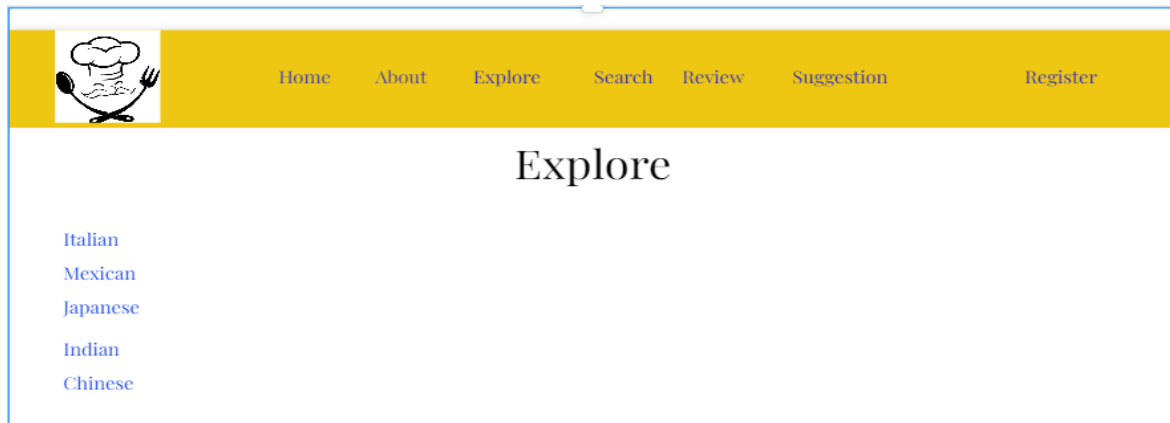 Home About Explore Search Review Suggestion Register
Explore
Italian
Mexican
Japanese
Indian
Chinese